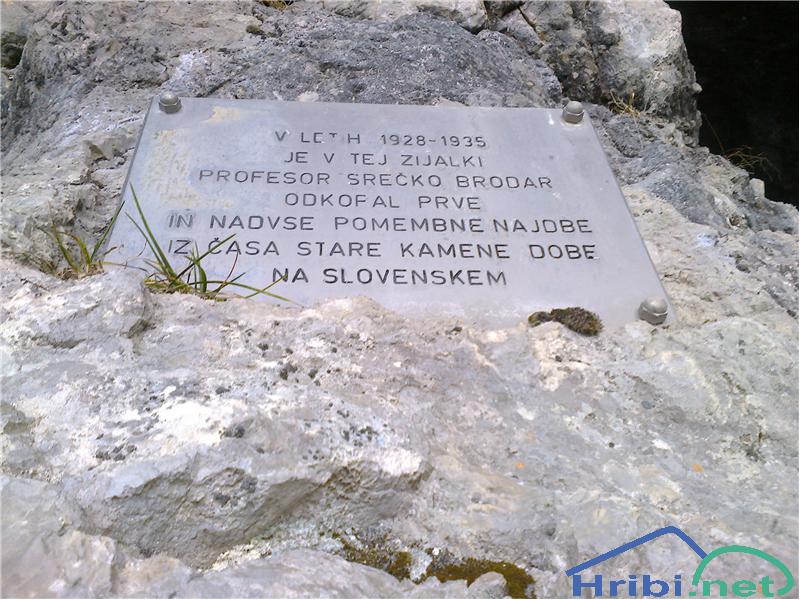 V LETIH 1928-1935
JE V TEJ ZIJALKI
PROFESOR SREČKO BRODAR
ODKOPAL PRVE
IN NADVSE POMEMBNE NAJDBE
IZ ČASA STARE KAMENE DOBE
NA SLOVENSKEM
Hribi.net